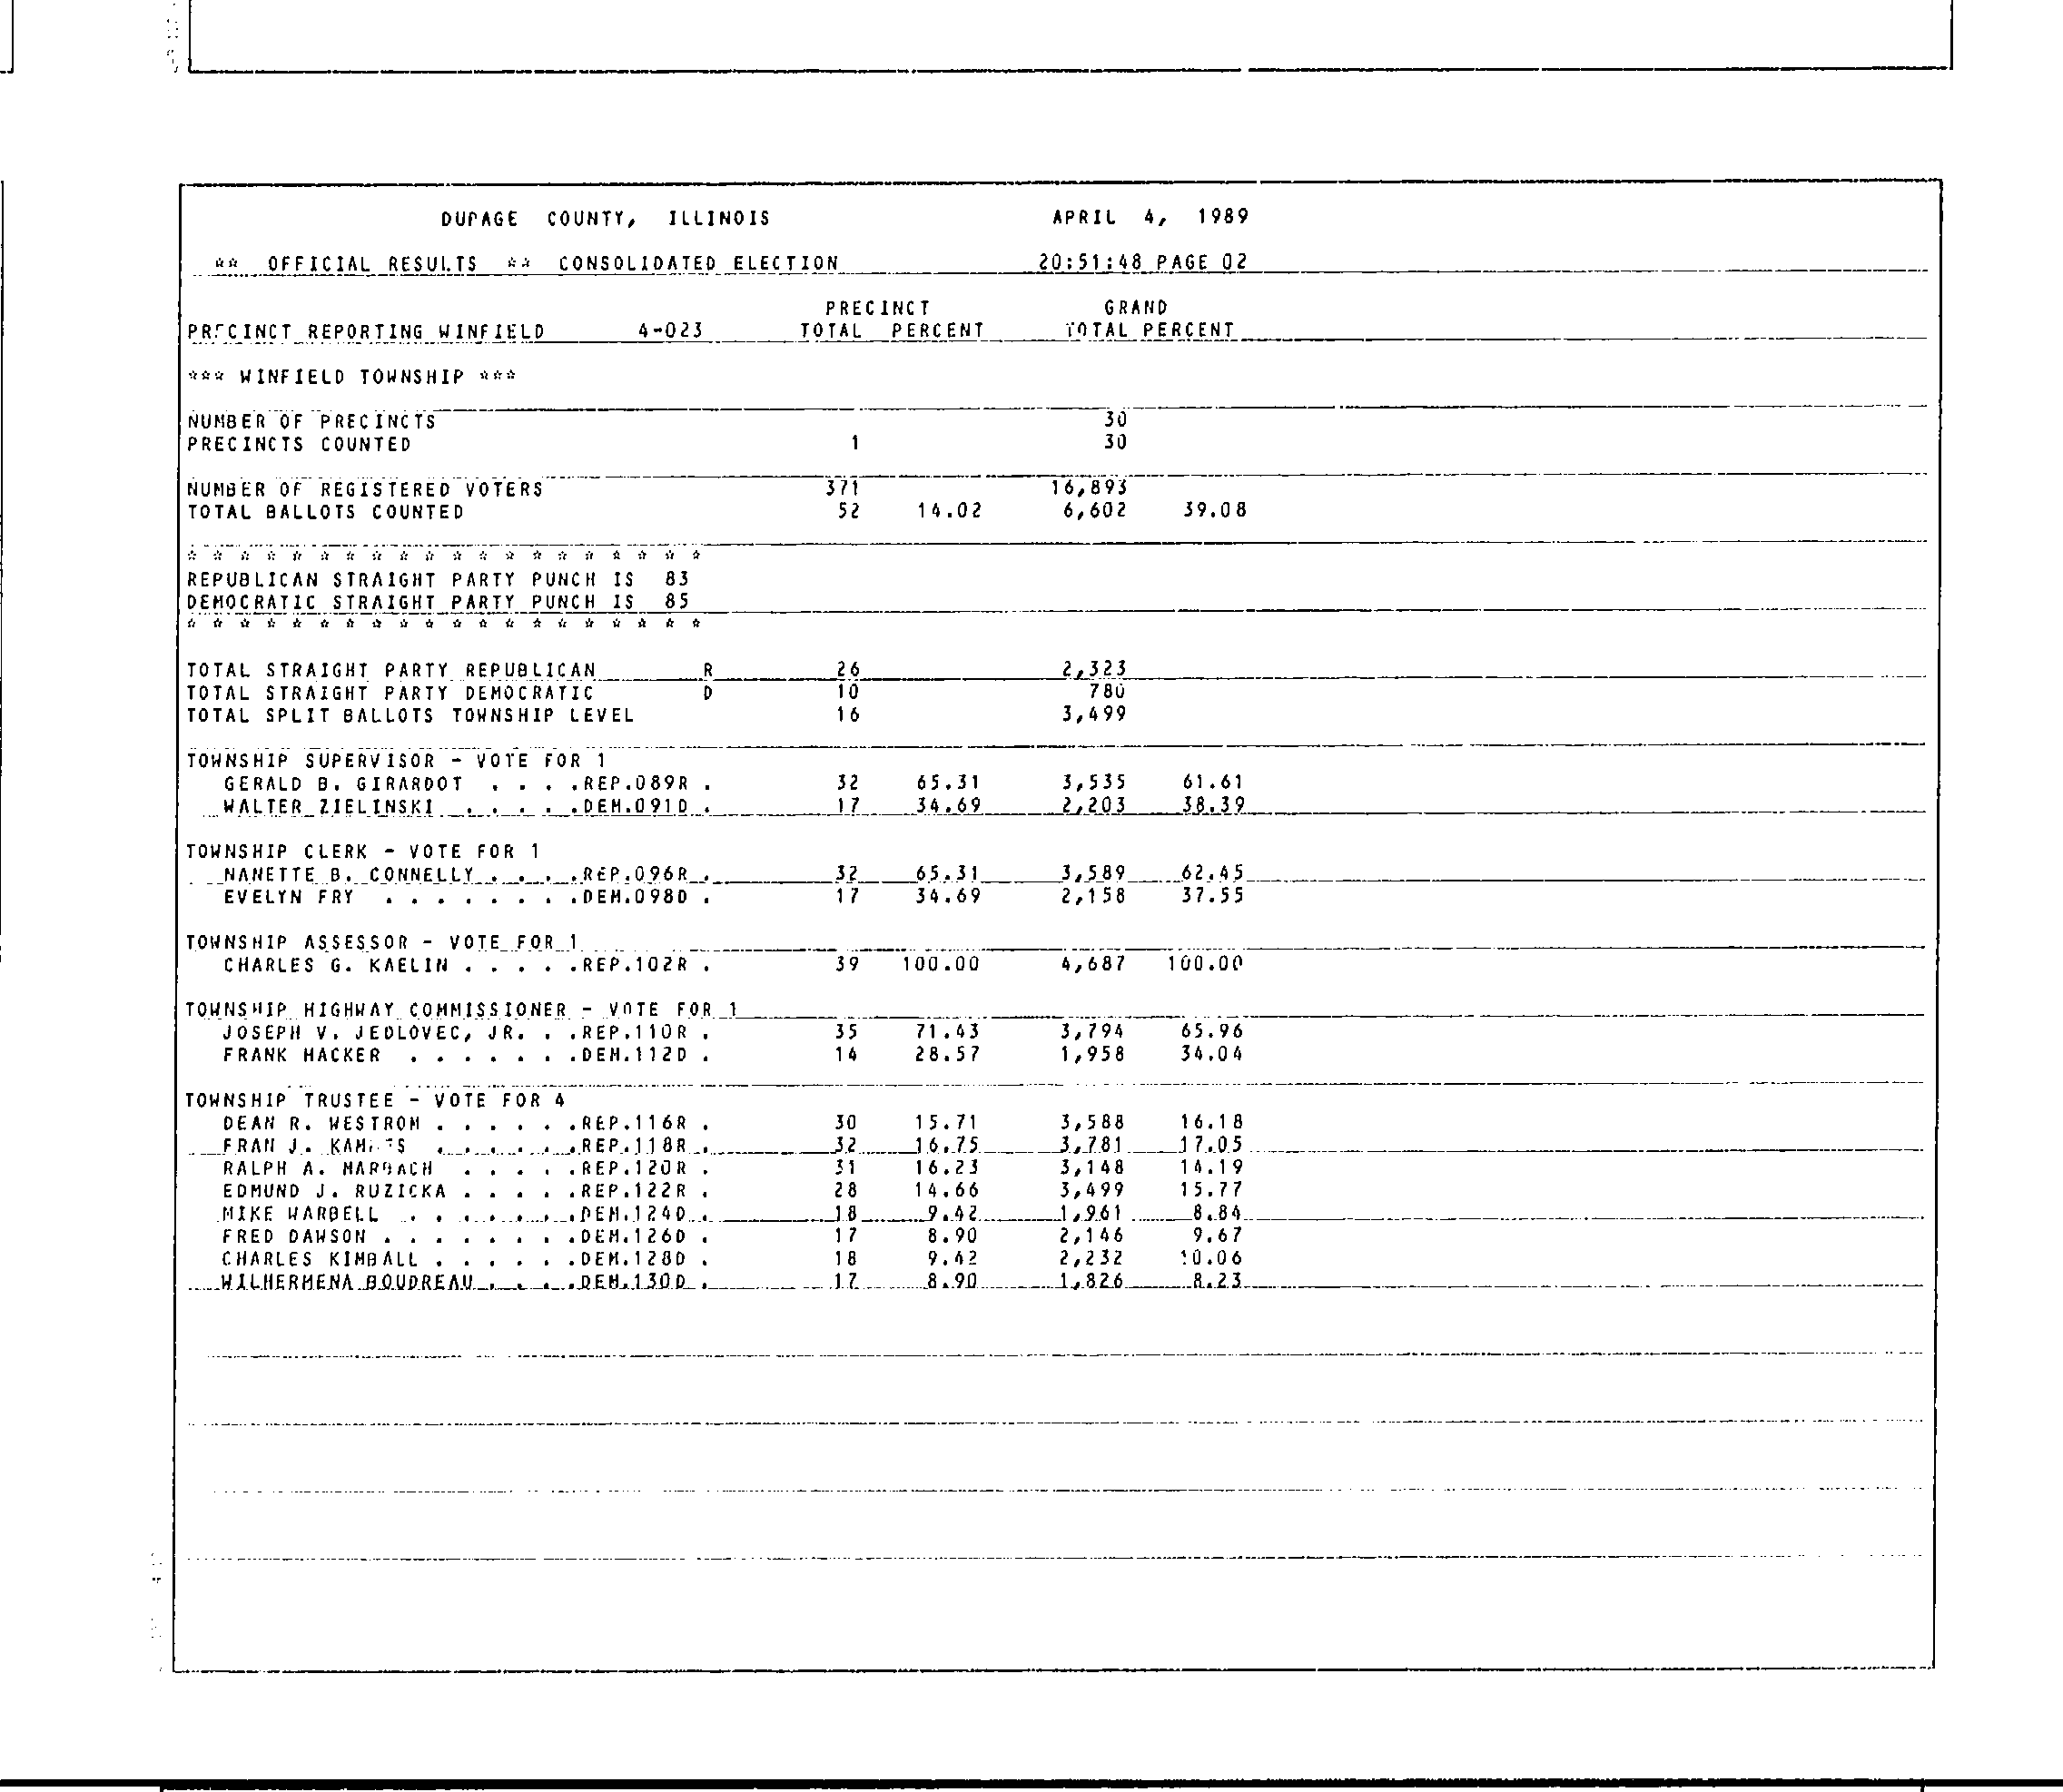 DUPAGE COUNTY, ILLINOIS APRIL 4, 1989
** OFFICIAL RESULTS ** CONSOLIDATED ELECTION 20:51:48 PAGE 02
PRECINCT GRAND
PRECINCT REPORTING WINFIELD 4-023 TOTAL PERCENT TOTAL PERCENT
*** WINFIELD TOWNSHIP ***
NUMBER OF PRECINCTS 30
PRECINCTS COUNTED 1 30
NUMBER OF REGISTERED VOTERS 371 16,893
TOTAL BALLOTS COUNTED 52 14.02 6,602 39.08
* * * * * * * * * * * * * * * * * * * *
REPUBLICAN STRAIGHT PARTY PUNCH IS 83
DEMOCRATIC STRAIGHT PARTY PUNCH IS 85
* * * * * * * * * * * * * * * * * * * *
TOTAL STRAIGHT PARTY REPUBLICAN R 26 2,323
TOTAL STRAIGHT PARTY DEMOCRATIC D 10 780
TOTAL SPLIT BALLOTS TOWNSHIP LEVEL 16 3,499
TOWNSHIP SUPERVISOR - VOTE FOR 1
GERALD B. GIRARDOT . . . .REP.089R . 32 65.31 3,535 61.61
WALTER ZIELINSKI . . . . .DEM.091D . 17 34.69 2,203 38.39
TOWNSHIP CLERK - VOTE FOR 1
NANETTE B. CONNELLY . . . .REP.096R . 32 65.31 3,589 62.45
EVELYN FRY . . . . . . . .DEM.098D . 17 34.69 2,158 37.55
TOWNSHIP ASSESSOR - VOTE FOR 1
CHARLES G. KAELIN . . . . .REP.102R . 39 100.00 4,687 100.00
TOWNSHIP HIGHWAY COMMISSIONER - VOTE FOR 1
JOSEPH V. JEDLOVEC, JR. . .REP.110R . 35 71.43 3,794 65.96
FRANK HACKER . . . . . . .DEM.112D . 14 28.57 1,958 34.04
TOWNSHIP TRUSTEE - VOTE FOR 4
DEAN R. WESTROM . . . . . .REP.116R . 30 15.71 3,588 16.18
FRAN J. . . . . . .REP.118R . 32 16.75 3,781 17.05
RALPH A. MARBACH . . . . .REP.120R . 31 16.23 3,148 14.19
EDMUND J. RUZICKA . . . . .REP.122R . 28 14.66 3,499 15.77
MIKE WARBELL . . . . . . .DEM.124D . 18 9.42 1,961 8.84
FRED DAWSON . . . . . . . .DEM.126D . 17 8.90 2,146 9.67
CHARLES KIMBALL . . . . . .DEM.128D . 18 9.42 2,232 10.06
WILHERMENA BOUDREAU . . . .DEM.130D . 17 8.90 1,826 8.23